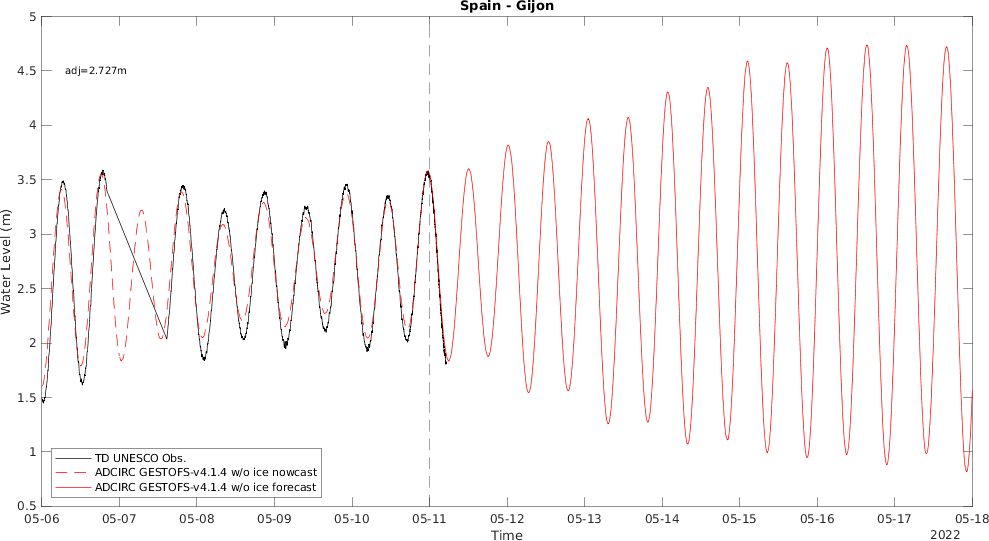 Spain - Gijon
adj=2.727m
Water Level (m)
5
4.5
4
3.5
3
2.5
2
1.5
1
0.5
TD UNESCO Obs.
ADCIRC GESTOFS-v4.1.4 w/o ice nowcast
ADCIRC GESTOFS-v4.1.4 w/o ice forecast
05-06 05-07 05-08 05-09 05-10 05-11 05-12 05-13 05-14 05-15 05-16 05-17 05-18
Time
2022